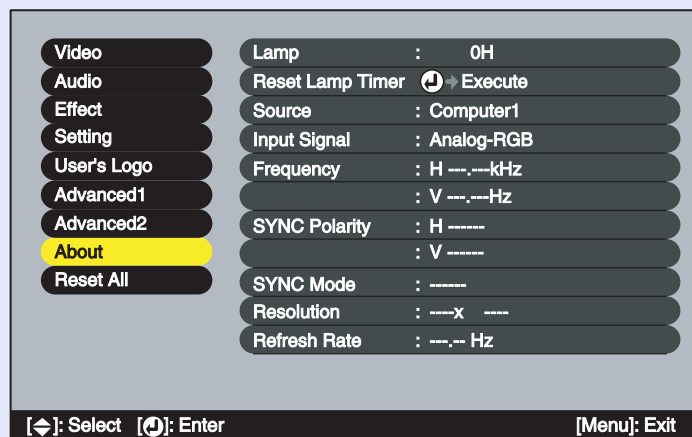 Video
Audio
Effect
Setting
User's Logo
Advanced1
Advanced2
About
Reset All
Lamp : 0H
Reset Lamp Timer Execute
Source : Computer1
Input Signal : Analog-RGB
Frequency : H ---.---kHz
: V ---.---Hz
SYNC Polarity : H ------
: V ------
SYNC Mode : ------
Resolution : ----x ----
Refresh Rate : ---.-- Hz
[ ]: Select [ ]: Enter [Menu]: Exit